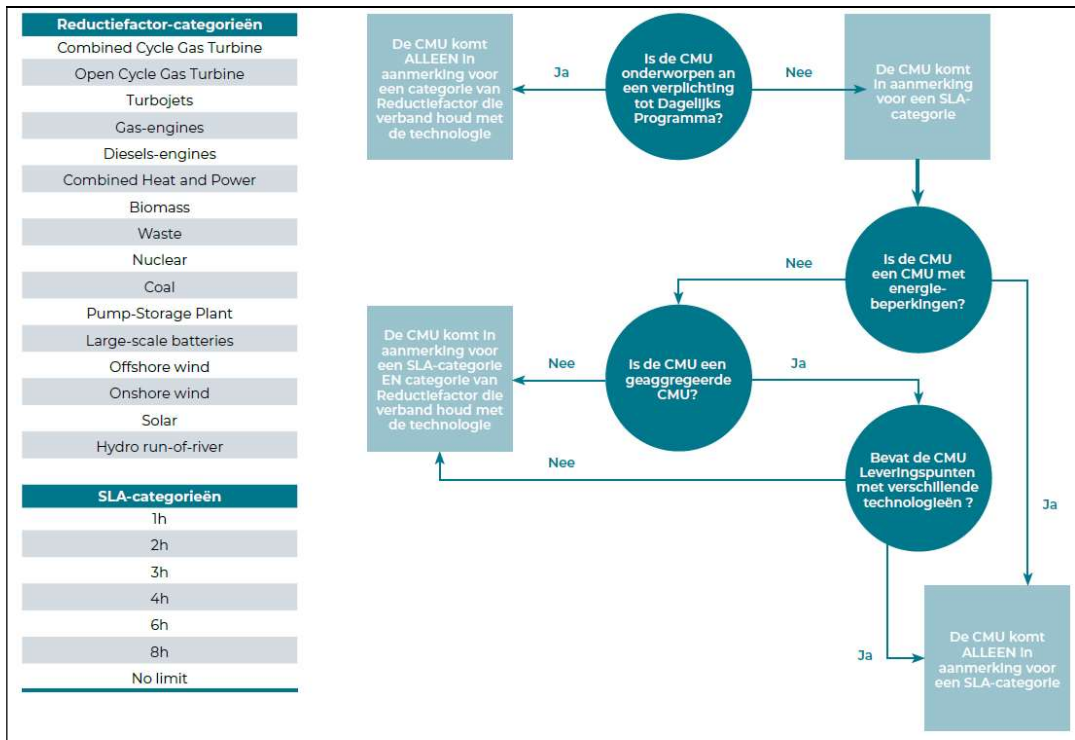 Reductiefactor-categorieën
Combined Cycle Gas Turbine
Open Cycle Gas Turbine
Turbojets
Gas-engines
Diesels-engines
Combined Heat and Power
Biomass
Waste
Nuclear
Coal
Pump-Storage Plant
Large-scale batteries
Offshore wind
Onshore wind
Solar
Hydro run-of-river
SLA-categorieën
1h
2h
3h
4h
6h
8h
No limit
De CMU komt
ALLEEN in
aanmerking voor
een categorie van
Reductiefactor die
verband houd met
de technologie
Ja
Is de CMU
onderworpen an
een verplichting
tot Dagelijks
Programma?
Nee
De CMU komt
in aanmerking
voor een SLA-
categorie
Is de CMU
een CMU met
energie-
beperkingen?
Nee
Ja
Is de CMU een
geaggregeerde
CMU?
Nee
Ja
De CMU komt in
aanmerking voor
een SLA-categorie
EN categorie van
Reductiefactor die
verband houd met
de technologie
Bevat de CMU
Leveringspunten
met verschillende
technologieën ?
Nee
Ja
De CMU komt
ALLEEN in
aanmerking voor
een SLA-categorie